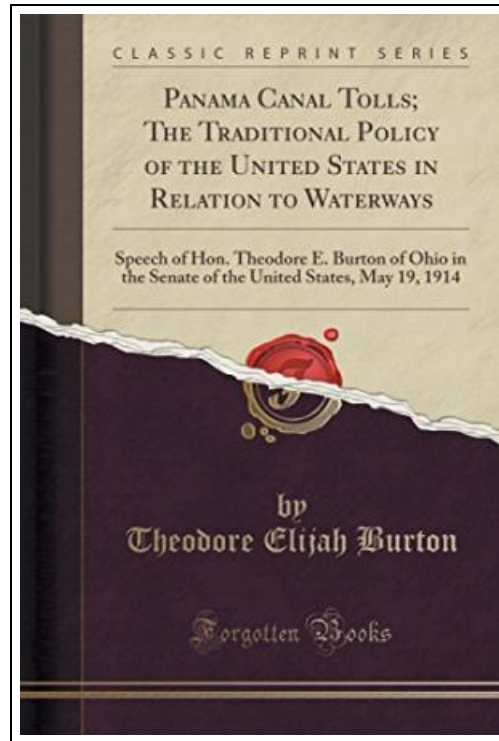 CLASSIC REPRINT SERIES
PANAMA CANAL TOLLS;
THE TRADITIONAL POLICY
OF THE UNITED STATES IN
RELATION TO WATERWAYS
Speech of Hon. Theodore E. Burton of Ohio in
the Senate of the United States, May 19, 1914
F
by
Theodore Elijah Burton
Forgotten Books